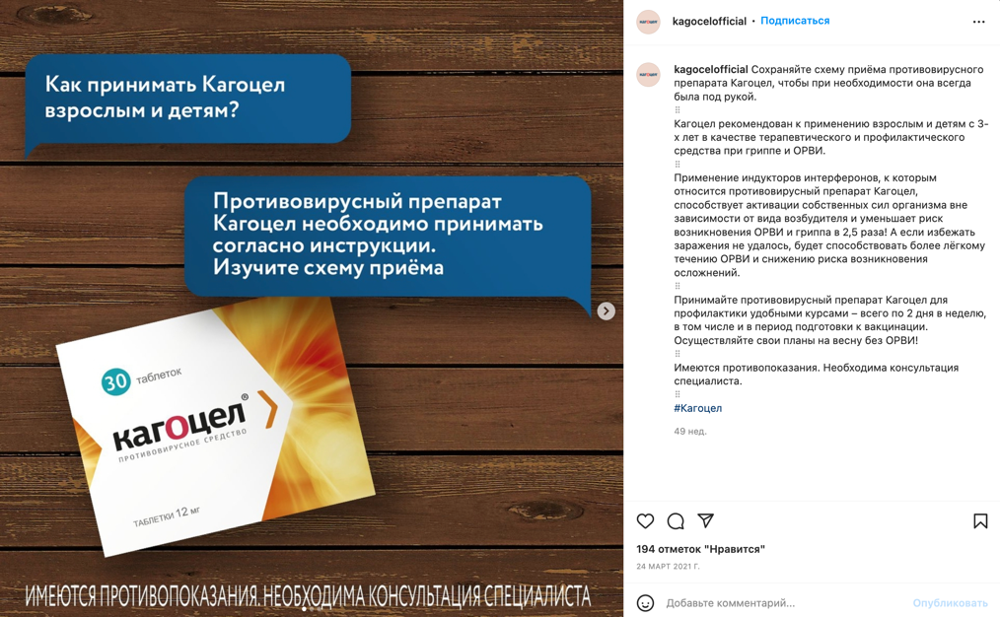 Как принимать Кагоцел
взрослым и детям?
Противовирусный препарат
Кагоцел необходимо принимать
согласно инструкции.
Изучите схему приёма
30 таблеток
кагоцел®
ПРОТИВОВИРУСНОЕ СРЕДСТВО
ТАБЛЕТКИ 12 мг
ИМЕЮТСЯ ПРОТИВОПОКАЗАНИЯ. НЕОБХОДИМА КОНСУЛЬТАЦИЯ СПЕЦИАЛИСТА
kagocelofficial • Подписаться
kagocelofficial Сохраняйте схему приёма противовирусного
препарата Кагоцел, чтобы при необходимости она всегда
была под рукой.
⠿
Кагоцел рекомендован к применению взрослым и детям с 3-
х лет в качестве терапевтического и профилактического
средства при гриппе и ОРВИ.
⠿
Применение индукторов интерферонов, к которым
относится противовирусный препарат Кагоцел,
способствует активации собственных сил организма вне
зависимости от вида возбудителя и уменьшает риск
возникновения ОРВИ и гриппа в 2,5 раза! А если избежать
заражения не удалось, будет способствовать более лёгкому
течению ОРВИ и снижению риска возникновения
осложнений.
⠿
Принимайте противовирусный препарат Кагоцел для
профилактики удобными курсами – всего по 2 дня в неделю,
в том числе и в период подготовки к вакцинации.
Осуществляйте свои планы на весну без ОРВИ!
⠿
Имеются противопоказания. Необходима консультация
специалиста.
⠿
#Кагоцел
49 нед.
194 отметок "Нравится"
24 МАРТ 2021 Г.
Добавьте комментарий... Опубликовать